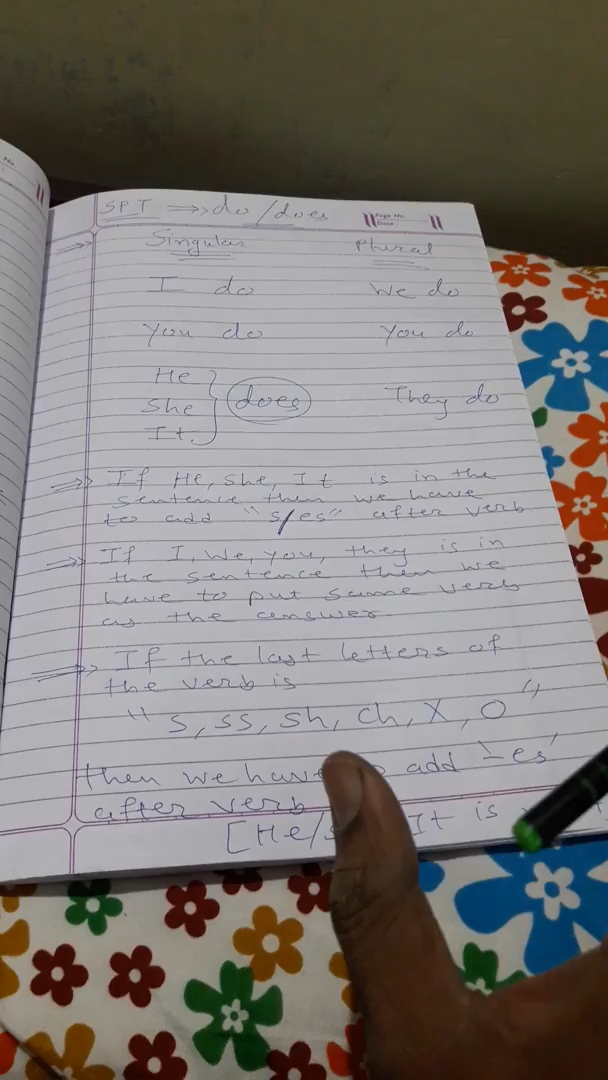 No
SPT ⇒ do/does
Page No.
Date
Singular Plural
I do We do
You do You do
He
She does They do
It
⇒ If He, She, It is in the
sentence then we have
to add "s/es" after verb
⇒ If I, We, you, they is in
the sentence then we
have to put same verb
as the answer
⇒ If the last letters of
the verb is
"s, ss, sh, ch, x, o"
then we have add '-es'
after verb
[He/ It is